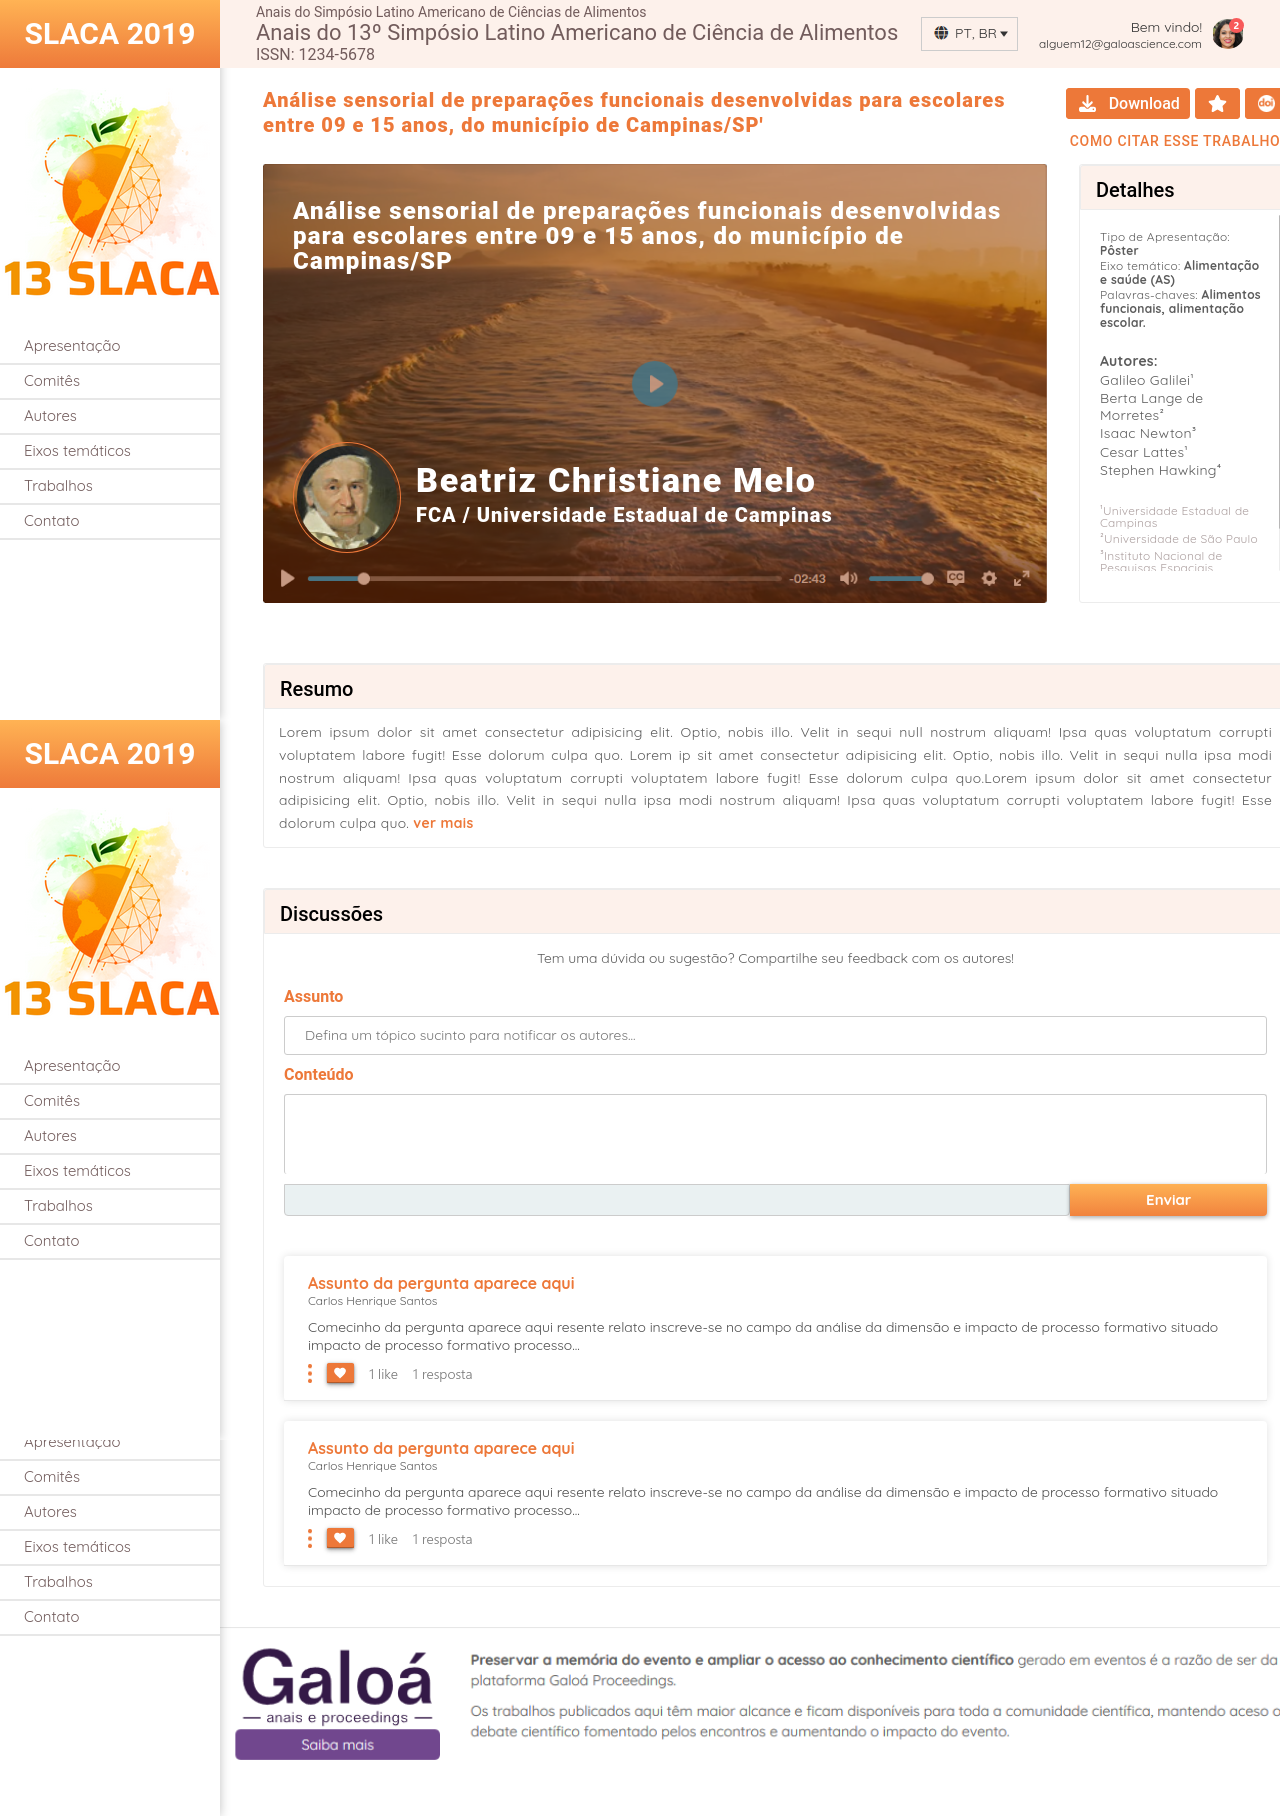 SLACA 2019
Anais do Simpósio Latino Americano de Ciências de Alimentos
Anais do 13º Simpósio Latino Americano de Ciência de Alimentos
ISSN: 1234-5678
PT, BR
Bem vindo!
alguem12@galoascience.com
2
13 SLACA
Apresentação
Comitês
Autores
Eixos temáticos
Trabalhos
Contato
Análise sensorial de preparações funcionais desenvolvidas para escolares
entre 09 e 15 anos, do município de Campinas/SP'
Download
doi
COMO CITAR ESSE TRABALHO
Análise sensorial de preparações funcionais desenvolvidas
para escolares entre 09 e 15 anos, do município de
Campinas/SP
Beatriz Christiane Melo
FCA / Universidade Estadual de Campinas
-02:43
CC
Detalhes
Tipo de Apresentação:
Pôster
Eixo temático: Alimentação
e saúde (AS)
Palavras-chaves: Alimentos
funcionais, alimentação
escolar.
Autores:
Galileo Galilei¹
Berta Lange de
Morretes²
Isaac Newton³
Cesar Lattes¹
Stephen Hawking⁴
¹Universidade Estadual de
Campinas
²Universidade de São Paulo
³Instituto Nacional de
Pesquisas Espaciais
Resumo
Lorem ipsum dolor sit amet consectetur adipisicing elit. Optio, nobis illo. Velit in sequi null nostrum aliquam! Ipsa quas voluptatum corrupti
voluptatem labore fugit! Esse dolorum culpa quo. Lorem ip sit amet consectetur adipisicing elit. Optio, nobis illo. Velit in sequi nulla ipsa modi
nostrum aliquam! Ipsa quas voluptatum corrupti voluptatem labore fugit! Esse dolorum culpa quo.Lorem ipsum dolor sit amet consectetur
adipisicing elit. Optio, nobis illo. Velit in sequi nulla ipsa modi nostrum aliquam! Ipsa quas voluptatum corrupti voluptatem labore fugit! Esse
dolorum culpa quo. ver mais
SLACA 2019
13 SLACA
Apresentação
Comitês
Autores
Eixos temáticos
Trabalhos
Contato
Discussões
Tem uma dúvida ou sugestão? Compartilhe seu feedback com os autores!
Assunto
Defina um tópico sucinto para notificar os autores...
Conteúdo
Enviar
Assunto da pergunta aparece aqui
Carlos Henrique Santos
Comecinho da pergunta aparece aqui resente relato inscreve-se no campo da análise da dimensão e impacto de processo formativo situado
impacto de processo formativo processo...
1 like 1 resposta
Assunto da pergunta aparece aqui
Carlos Henrique Santos
Comecinho da pergunta aparece aqui resente relato inscreve-se no campo da análise da dimensão e impacto de processo formativo situado
impacto de processo formativo processo...
1 like 1 resposta
Apresentação
Comitês
Autores
Eixos temáticos
Trabalhos
Contato
Galoá
anais e proceedings
Saiba mais
Preservar a memória do evento e ampliar o acesso ao conhecimento científico gerado em eventos é a razão de ser da
plataforma Galoá Proceedings.
Os trabalhos publicados aqui têm maior alcance e ficam disponíveis para toda a comunidade científica, mantendo aceso o
debate científico fomentado pelos encontros e aumentando o impacto do evento.